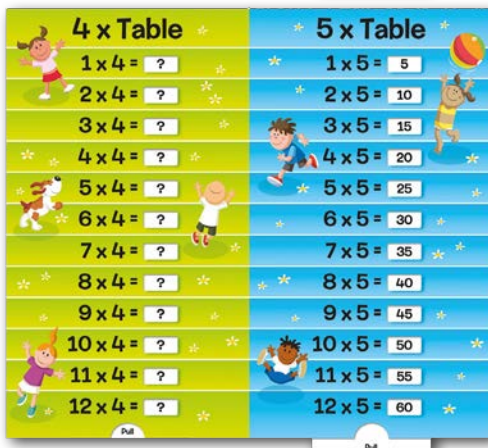 4 x Table
1 x 4 = ?
2 x 4 = ?
3 x 4 = ?
4 x 4 = ?
5 x 4 = ?
6 x 4 = ?
7 x 4 = ?
8 x 4 = ?
9 x 4 = ?
10 x 4 = ?
11 x 4 = ?
12 x 4 = ?
Pull
5 x Table
1 x 5 = 5
2 x 5 = 10
3 x 5 = 15
4 x 5 = 20
5 x 5 = 25
6 x 5 = 30
7 x 5 = 35
8 x 5 = 40
9 x 5 = 45
10 x 5 = 50
11 x 5 = 55
12 x 5 = 60
Pull